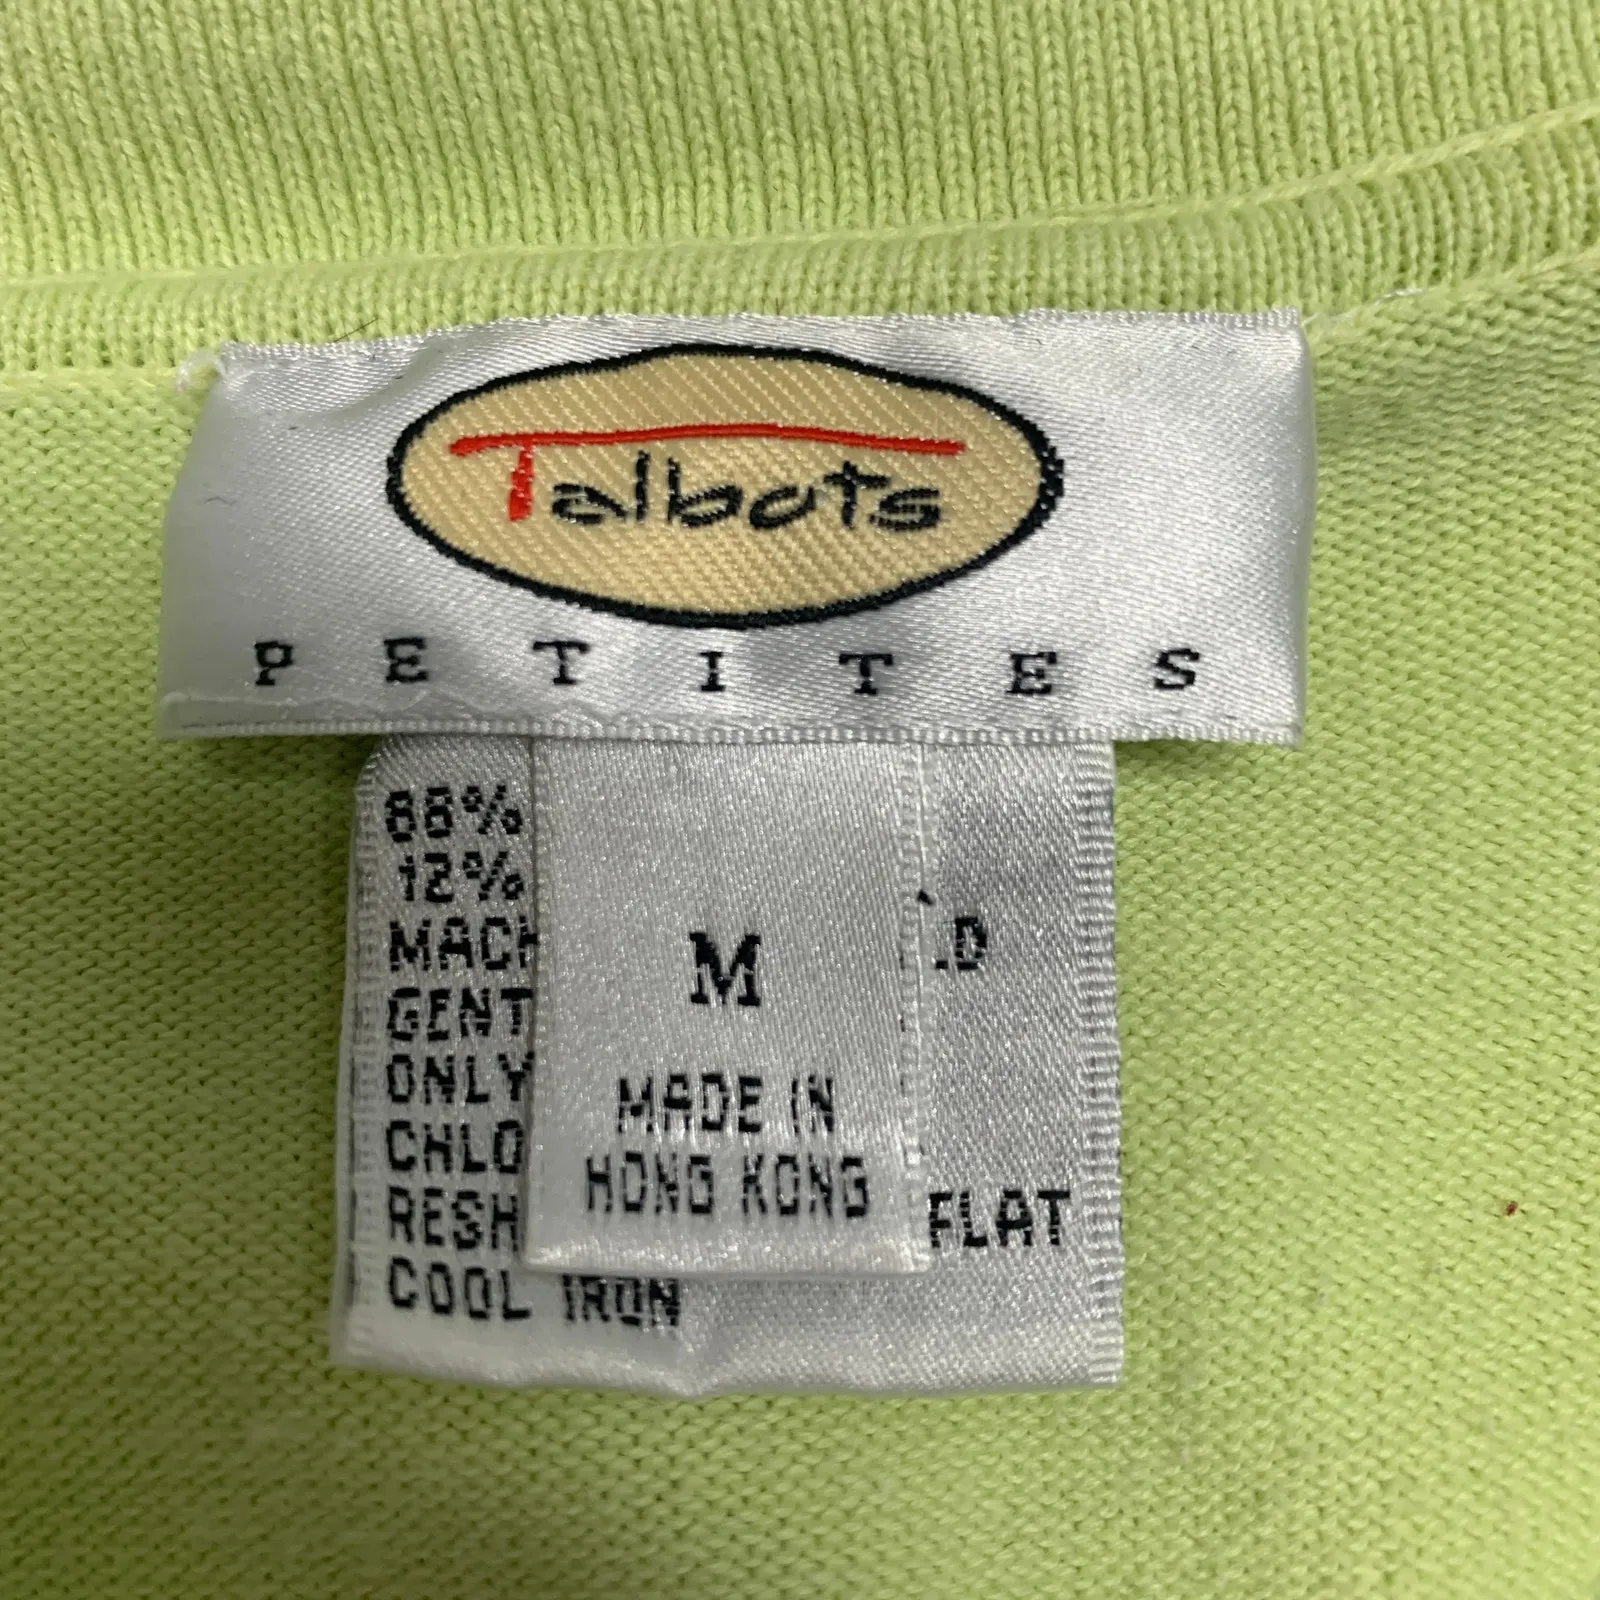 Talbots
PETITES
88%
12%
MACH
GENT
ONLY
CHLO
RESH FLAT
COOL IRON
M
MADE IN
HONG KONG